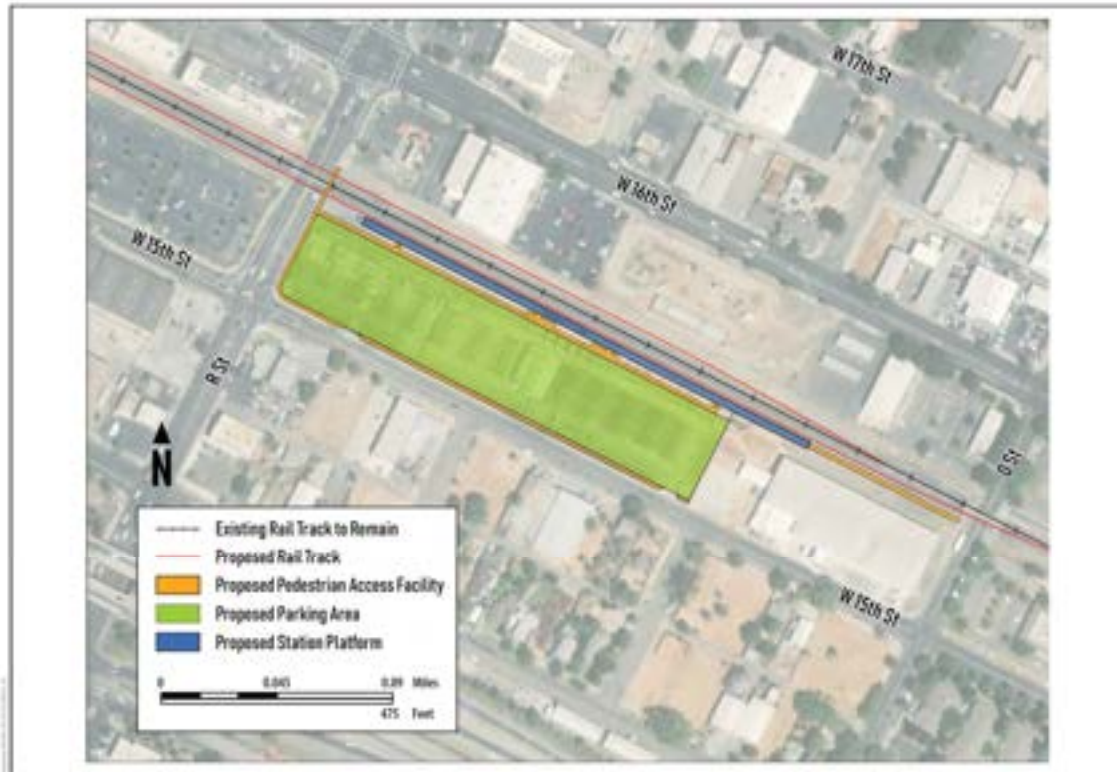 W 17th St
W 16th St
W 15th St
R St
O St
W 15th St
N
Existing Rail Track to Remain
Proposed Rail Track
Proposed Pedestrian Access Facility
Proposed Parking Area
Proposed Station Platform
0 0.045 0.09 Miles
475 Feet